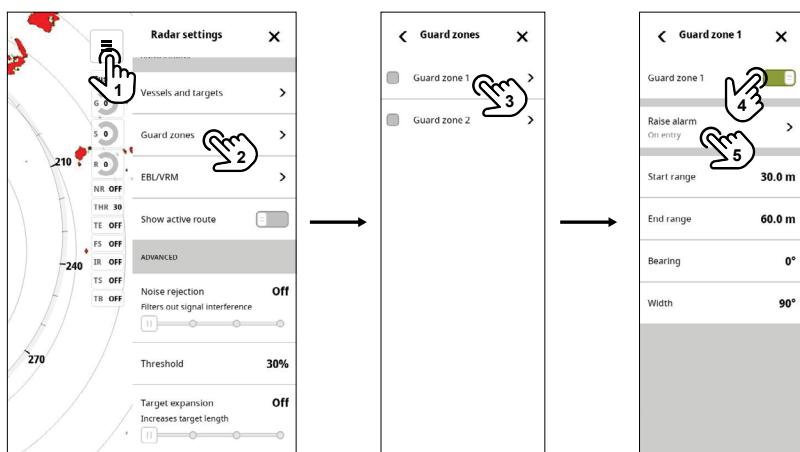 Radar settings
1
G 0
S 0
R 0
NR OFF
THR 30
TE OFF
FS OFF
IR OFF
TS OFF
TB OFF
210
240
270
Vessels and targets
Guard zones
2
EBL/VRM
Show active route
ADVANCED
Noise rejection Off
Filters out signal interference
Threshold 30%
Target expansion Off
Increases target length
Guard zones
Guard zone 1
3
Guard zone 2
Guard zone 1
Guard zone 1
4
Raise alarm
On entry
5
Start range 30.0 m
End range 60.0 m
Bearing 0°
Width 90°